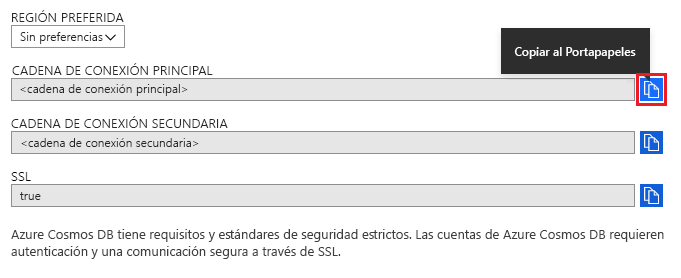 REGIÓN PREFERIDA
Sin preferencias
Copiar al Portapapeles
CADENA DE CONEXIÓN PRINCIPAL
<cadena de conexión principal>
CADENA DE CONEXIÓN SECUNDARIA
<cadena de conexión secundaria>
SSL
true
Azure Cosmos DB tiene requisitos y estándares de seguridad estrictos. Las cuentas de Azure Cosmos DB requieren
autenticación y una comunicación segura a través de SSL.